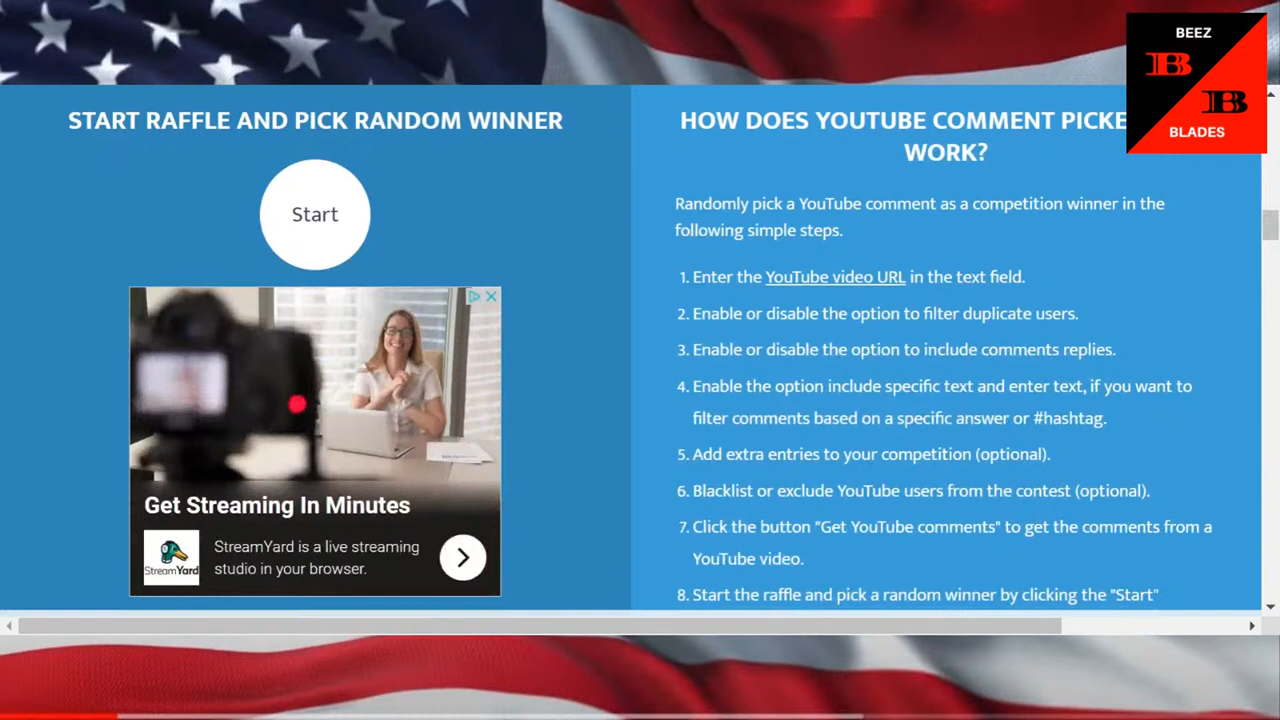 BEEZ
B
B
BLADES
START RAFFLE AND PICK RANDOM WINNER
Start
Get Streaming In Minutes
StreamYard
StreamYard is a live streaming
studio in your browser.
HOW DOES YOUTUBE COMMENT PICKE
WORK?
Randomly pick a YouTube comment as a competition winner in the
following simple steps.
1. Enter the YouTube video URL in the text field.
2. Enable or disable the option to filter duplicate users.
3. Enable or disable the option to include comments replies.
4. Enable the option include specific text and enter text, if you want to
filter comments based on a specific answer or #hashtag.
5. Add extra entries to your competition (optional).
6. Blacklist or exclude YouTube users from the contest (optional).
7. Click the button "Get YouTube comments" to get the comments from a
YouTube video.
8. Start the raffle and pick a random winner by clicking the "Start"